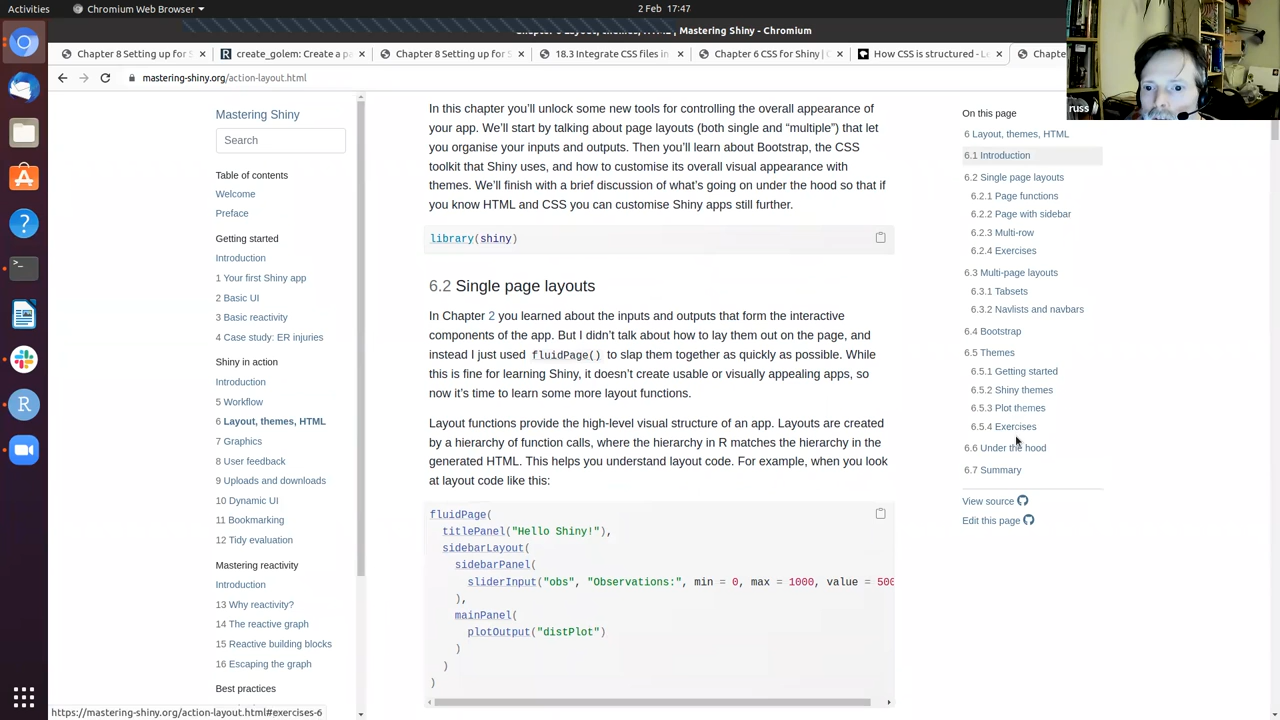 Activities
Chromium Web Browser
2 Feb 17:47
Mastering Shiny - Chromium
Chapter 8 Setting up for S
create_golem: Create a pa
Chapter 8 Setting up for S
18.3 Integrate CSS files in
Chapter 6 CSS for Shiny | O
How CSS is structured - Le
Chapte
mastering-shiny.org/action-layout.html
russ
Mastering Shiny
Search
Table of contents
Welcome
Preface
Getting started
Introduction
1 Your first Shiny app
2 Basic UI
3 Basic reactivity
4 Case study: ER injuries
Shiny in action
Introduction
5 Workflow
6 Layout, themes, HTML
7 Graphics
8 User feedback
9 Uploads and downloads
10 Dynamic UI
11 Bookmarking
12 Tidy evaluation
Mastering reactivity
Introduction
13 Why reactivity?
14 The reactive graph
15 Reactive building blocks
16 Escaping the graph
Best practices
In this chapter you’ll unlock some new tools for controlling the overall appearance of
your app. We’ll start by talking about page layouts (both single and “multiple”) that let
you organise your inputs and outputs. Then you’ll learn about Bootstrap, the CSS
toolkit that Shiny uses, and how to customise its overall visual appearance with
themes. We’ll finish with a brief discussion of what’s going on under the hood so that if
you know HTML and CSS you can customise Shiny apps still further.
library(shiny)
6.2 Single page layouts
In Chapter 2 you learned about the inputs and outputs that form the interactive
components of the app. But I didn’t talk about how to lay them out on the page, and
instead I just used fluidPage() to slap them together as quickly as possible. While
this is fine for learning Shiny, it doesn’t create usable or visually appealing apps, so
now it’s time to learn some more layout functions.
Layout functions provide the high-level visual structure of an app. Layouts are created
by a hierarchy of function calls, where the hierarchy in R matches the hierarchy in the
generated HTML. This helps you understand layout code. For example, when you look
at layout code like this:
fluidPage(
titlePanel("Hello Shiny!"),
sidebarLayout(
sidebarPanel(
sliderInput("obs", "Observations:", min = 0, max = 1000, value = 500
),
mainPanel(
plotOutput("distPlot")
)
)
)
On this page
6 Layout, themes, HTML
6.1 Introduction
6.2 Single page layouts
6.2.1 Page functions
6.2.2 Page with sidebar
6.2.3 Multi-row
6.2.4 Exercises
6.3 Multi-page layouts
6.3.1 Tabsets
6.3.2 Navlists and navbars
6.4 Bootstrap
6.5 Themes
6.5.1 Getting started
6.5.2 Shiny themes
6.5.3 Plot themes
6.5.4 Exercises
6.6 Under the hood
6.7 Summary
View source
Edit this page
https://mastering-shiny.org/action-layout.html#exercises-6